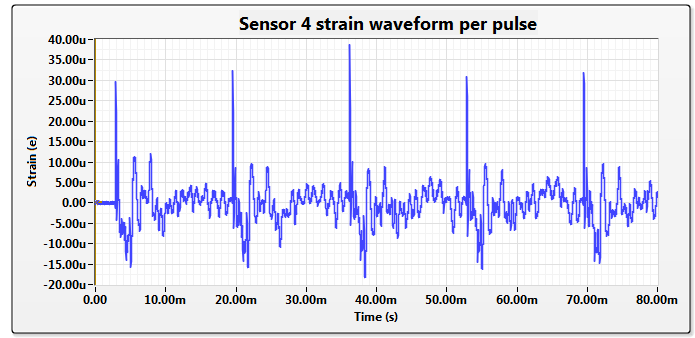 Sensor 4 strain waveform per pulse
40.00u
35.00u
30.00u
25.00u
20.00u
15.00u
10.00u
5.00u
0.00
-5.00u
-10.00u
-15.00u
-20.00u
Strain (e)
0.00 10.00m 20.00m 30.00m 40.00m 50.00m 60.00m 70.00m 80.00m
Time (s)